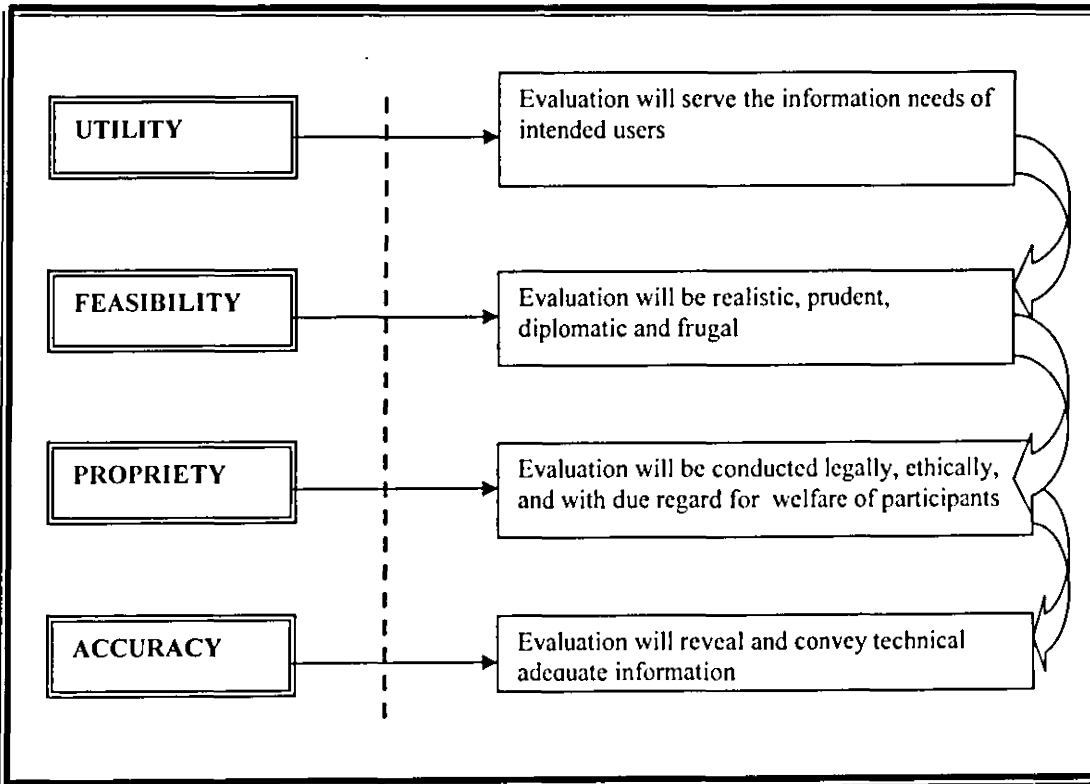 UTILITY
Evaluation will serve the information needs of
intended users
FEASIBILITY
Evaluation will be realistic, prudent,
diplomatic and frugal
PROPRIETY
Evaluation will be conducted legally, ethically,
and with due regard for welfare of participants
ACCURACY
Evaluation will reveal and convey technical
adequate information